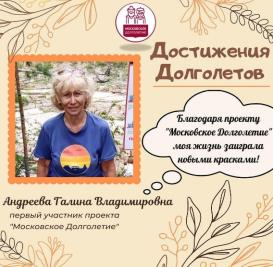 МОСКОВСКОЕ
ДОЛГОЛЕТИЕ
Достижения
Долголетов
Благодаря проекту
"Московское Долголетие"
моя жизнь заиграла
новыми красками!
Андреева Галина Владимировна
первый участник проекта
"Московское Долголетие"